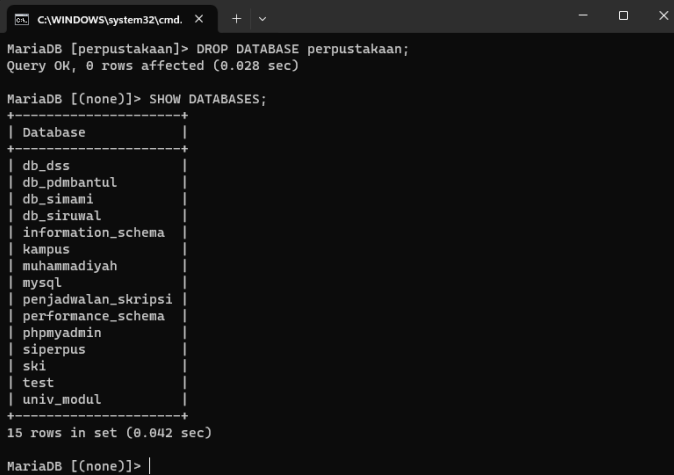 C:\WINDOWS\system32\cmd.
MariaDB [perpustakaan]> DROP DATABASE perpustakaan;
Query OK, 0 rows affected (0.028 sec)
MariaDB [(none)]> SHOW DATABASES;
+---------------------+
| Database            |
+---------------------+
| db_dss              |
| db_pdmbantul        |
| db_simami           |
| db_siruwal          |
| information_schema  |
| kampus              |
| muhammadiyah        |
| mysql               |
| penjadwalan_skripsi |
| performance_schema  |
| phpmyadmin          |
| siperpus            |
| ski                 |
| test                |
| univ_modul          |
+---------------------+
15 rows in set (0.042 sec)
MariaDB [(none)]>